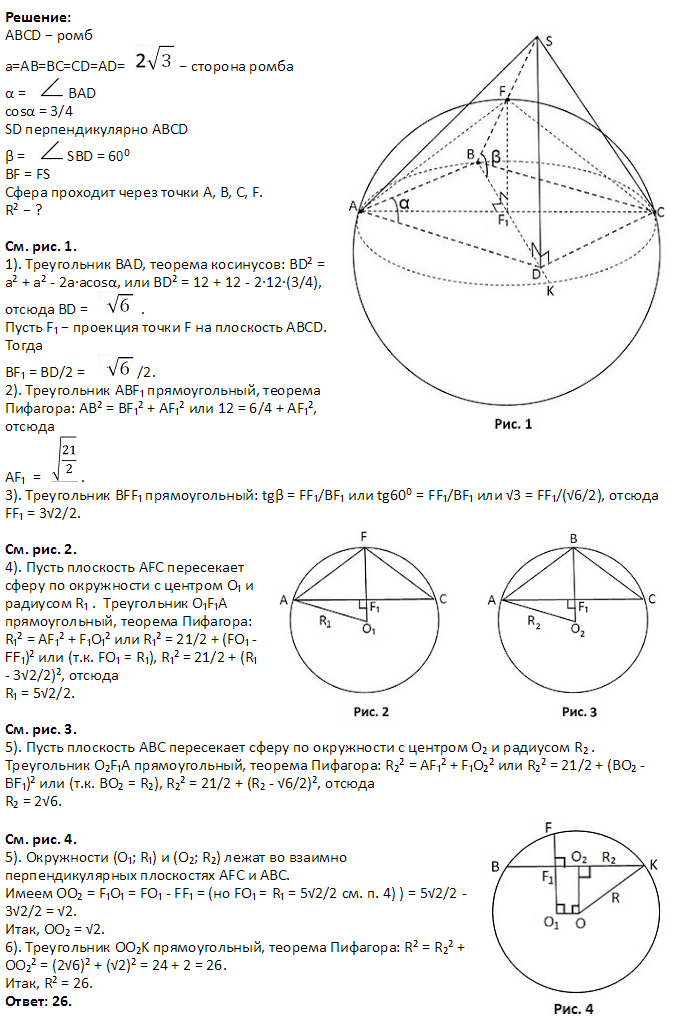 Решение:
ABCD – ромб
a=AB=BC=CD=AD= 2√3 – сторона ромба
α = ∠ BAD
cosα = 3/4
SD перпендикулярно ABCD
β = ∠ SBD = 60⁰
BF = FS
Сфера проходит через точки A, B, C, F.
R² – ?
См. рис. 1.
1). Треугольник BAD, теорема косинусов: BD² =
a² + a² - 2a·acosα, или BD² = 12 + 12 - 2·12·(3/4),
отсюда BD = √6 .
Пусть F₁ – проекция точки F на плоскость ABCD.
Тогда
BF₁ = BD/2 = √6 /2.
2). Треугольник ABF₁ прямоугольный, теорема
Пифагора: AB² = BF₁² + AF₁² или 12 = 6/4 + AF₁²,
отсюда
AF₁ = √(21/2) .
3). Треугольник BFF₁ прямоугольный: tgβ = FF₁/BF₁ или tg60⁰ = FF₁/BF₁ или √3 = FF₁/(√6/2), отсюда
FF₁ = 3√2/2.
S
F
B
β
A
α
F₁
C
D
K
Рис. 1
См. рис. 2.
4). Пусть плоскость AFC пересекает
сферу по окружности с центром O₁ и
радиусом R₁ . Треугольник O₁F₁A
прямоугольный, теорема Пифагора:
R₁² = AF₁² + F₁O₁² или R₁² = 21/2 + (FO₁ -
FF₁)² или (т.к. FO₁ = R₁), R₁² = 21/2 + (R₁
- 3√2/2)², отсюда
R₁ = 5√2/2.
F
A
C
F₁
R₁
O₁
Рис. 2
B
A
C
F₁
R₂
O₂
Рис. 3
См. рис. 3.
5). Пусть плоскость ABC пересекает сферу по окружности с центром O₂ и радиусом R₂ .
Треугольник O₂F₁A прямоугольный, теорема Пифагора: R₂² = AF₁² + F₁O₂² или R₂² = 21/2 + (BO₂ -
BF₁)² или (т.к. BO₂ = R₂), R₂² = 21/2 + (R₂ - √6/2)², отсюда
R₂ = 2√6.
См. рис. 4.
5). Окружности (O₁; R₁) и (O₂; R₂) лежат во взаимно
перпендикулярных плоскостях AFC и ABC.
Имеем OO₂ = F₁O₁ = FO₁ - FF₁ = (но FO₁ = R₁ = 5√2/2 см. п. 4) ) = 5√2/2 -
3√2/2 = √2.
Итак, OO₂ = √2.
6). Треугольник OO₂K прямоугольный, теорема Пифагора: R² = R₂² +
OO₂² = (2√6)² + (√2)² = 24 + 2 = 26.
Итак, R² = 26.
Ответ: 26.
F
B
O₂
R₂
K
F₁
R
O₁
O
Рис. 4